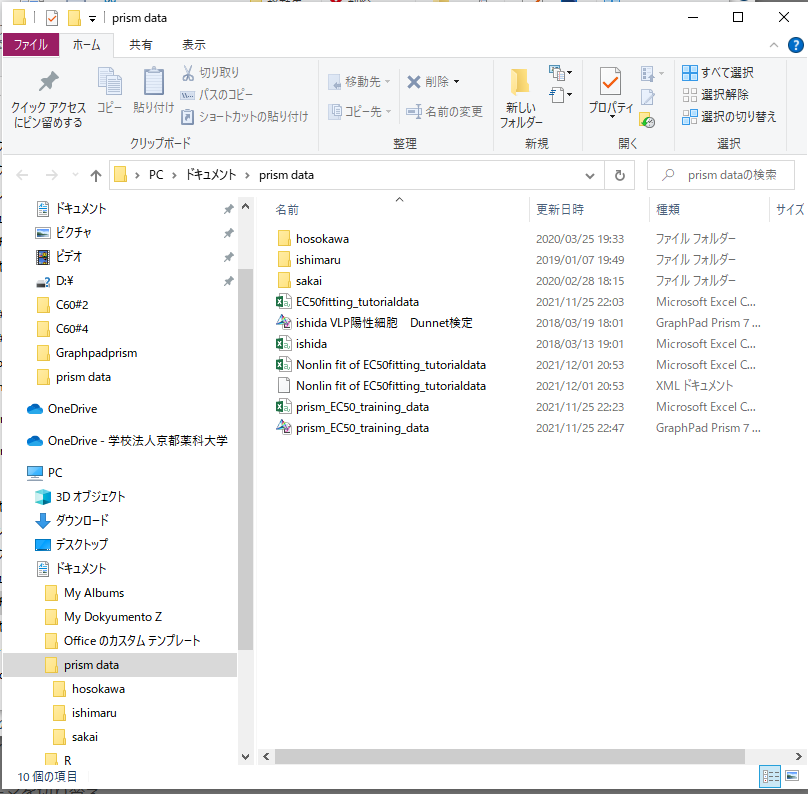 prism data
ファイル ホーム 共有 表示
クイック アクセス
にピン留めする
コピー
貼り付け
切り取り
パスのコピー
ショートカットの貼り付け
クリップボード
移動先
コピー先
削除
名前の変更
整理
新しい
フォルダー
新規
プロパティ
開く
すべて選択
選択解除
選択の切り替え
選択
PC › ドキュメント › prism data
prism dataの検索
ドキュメント
ピクチャ
ビデオ
D:¥
C60#2
C60#4
Graphpadprism
prism data
OneDrive
OneDrive - 学校法人京都薬科大学
PC
3D オブジェクト
ダウンロード
デスクトップ
ドキュメント
My Albums
My Dokyumento Z
Office のカスタム テンプレート
prism data
hosokawa
ishimaru
sakai
R
名前 更新日時 種類 サイズ
hosokawa 2020/03/25 19:33 ファイル フォルダー
ishimaru 2019/01/07 19:49 ファイル フォルダー
sakai 2020/02/28 18:15 ファイル フォルダー
EC50fitting_tutorialdata 2021/11/25 22:03 Microsoft Excel C...
ishida VLP陽性細胞　Dunnet検定 2018/03/19 18:01 GraphPad Prism 7 ...
ishida 2018/03/13 19:01 Microsoft Excel C...
Nonlin fit of EC50fitting_tutorialdata 2021/12/01 20:53 Microsoft Excel C...
Nonlin fit of EC50fitting_tutorialdata 2021/12/01 20:53 XML ドキュメント
prism_EC50_training_data 2021/11/25 22:23 Microsoft Excel C...
prism_EC50_training_data 2021/11/25 22:47 GraphPad Prism 7 ...
10 個の項目